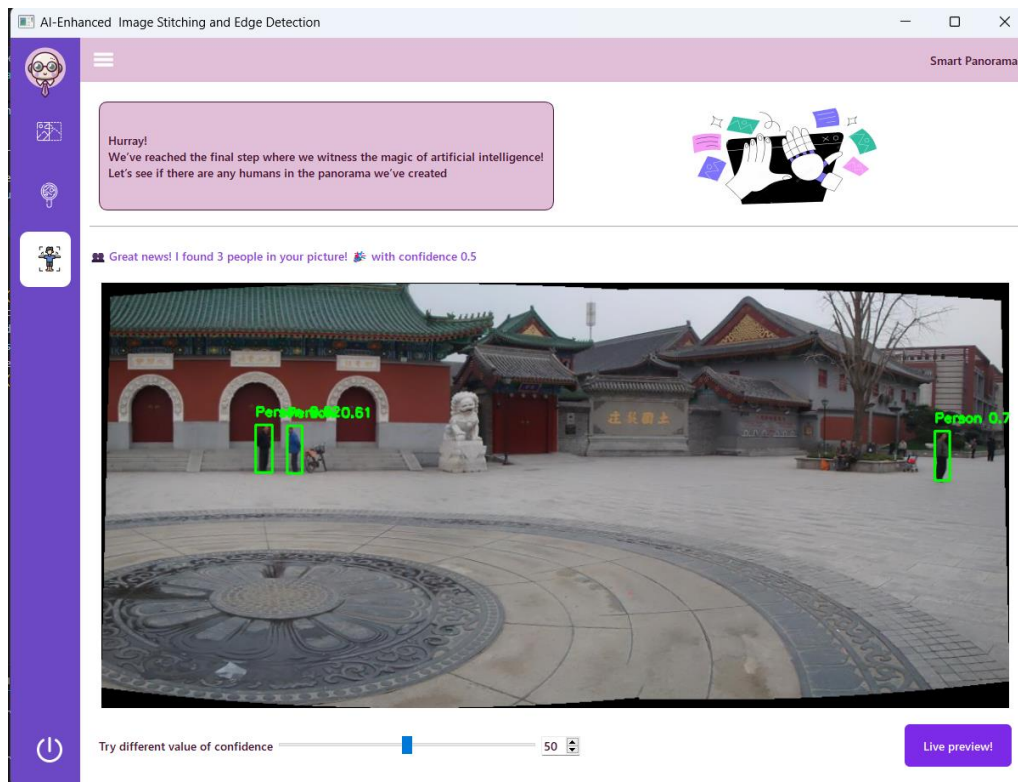 AI-Enhanced Image Stitching and Edge Detection
Smart Panorama
Hurray!
We've reached the final step where we witness the magic of artificial intelligence!
Let's see if there are any humans in the panorama we've created
Great news! I found 3 people in your picture! 🎉 with confidence 0.5
0.61
Person 0.7
Try different value of confidence
50
Live preview!